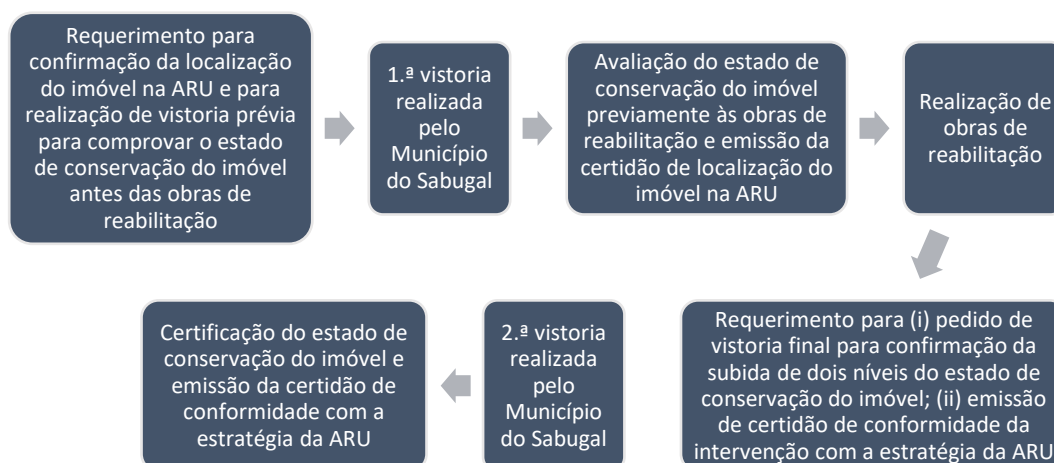 Requerimento para
confirmação da localização
do imóvel na ARU e para
realização de vistoria prévia
para comprovar o estado
de conservação do imóvel
antes das obras de
reabilitação
1.ª vistoria
realizada
pelo
Município
do Sabugal
Avaliação do estado de
conservação do imóvel
previamente às obras de
reabilitação e emissão da
certidão de localização do
imóvel na ARU
Realização de
obras de
reabilitação
Requerimento para (i) pedido de
vistoria final para confirmação da
subida de dois níveis do estado de
conservação do imóvel; (ii) emissão
de certidão de conformidade da
intervenção com a estratégia da ARU
2.ª vistoria
realizada
pelo
Município
do Sabugal
Certificação do estado de
conservação do imóvel e
emissão da certidão de
conformidade com a
estratégia da ARU